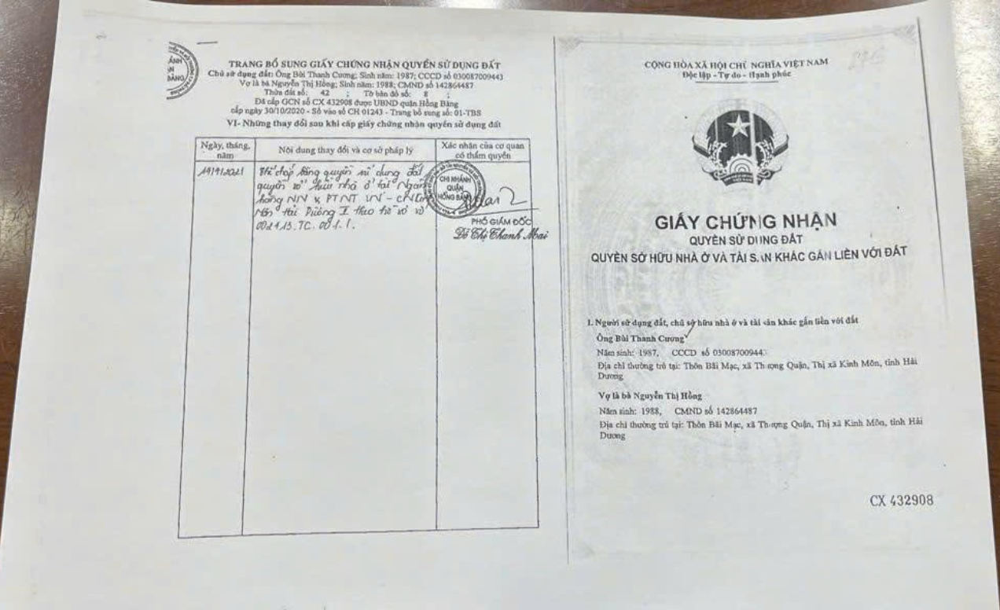 TRANG BỔ SUNG GIẤY CHỨNG NHẬN QUYỀN SỬ DỤNG ĐẤT
Chủ sử dụng đất: Ông Bùi Thanh Cương; Sinh năm: 1987; CCCD số 030087009443
Vợ là bà Nguyễn Thị Hồng; Sinh năm: 1988; CMND số 142864487
Thửa đất số: 42 ; Tờ bản đồ số: 8 ;
Đã cấp GCN số CX 432908 được UBND quận Hồng Bàng
cấp ngày 30/10/2020 - Số vào sổ CH 01243 - Trang bổ sung số: 01-TBS
VI- Những thay đổi sau khi cấp giấy chứng nhận quyền sử dụng đất
Ngày, tháng, năm
Nội dung thay đổi và cơ sở pháp lý
Xác nhận của cơ quan có thẩm quyền
Thế chấp bằng quyền sử dụng đất
quyền sở hữu nhà ở tại Ngân
hàng NN & PTNT VN - CN
Hải Dương II theo hồ sơ số
CHI NHÁNH
QUẬN
HỒNG BÀNG
PHÓ GIÁM ĐỐC
Đỗ Thị Thanh Mai
CỘNG HÒA XÃ HỘI CHỦ NGHĨA VIỆT NAM
Độc lập - Tự do - Hạnh phúc
GIẤY CHỨNG NHẬN
QUYỀN SỬ DỤNG ĐẤT
QUYỀN SỞ HỮU NHÀ Ở VÀ TÀI SẢN KHÁC GẮN LIỀN VỚI ĐẤT
I. Người sử dụng đất, chủ sở hữu nhà ở và tài sản khác gắn liền với đất
Ông Bùi Thanh Cương
Năm sinh: 1987, CCCD số 03008700944
Địa chỉ thường trú tại: Thôn Bãi Mạc, xã Thượng Quận, Thị xã Kinh Môn, tỉnh Hải
Dương
Vợ là bà Nguyễn Thị Hồng
Năm sinh: 1988, CMND số 142864487
Địa chỉ thường trú tại: Thôn Bãi Mạc, xã Thượng Quận, Thị xã Kinh Môn, tỉnh Hải
Dương
CX 432908